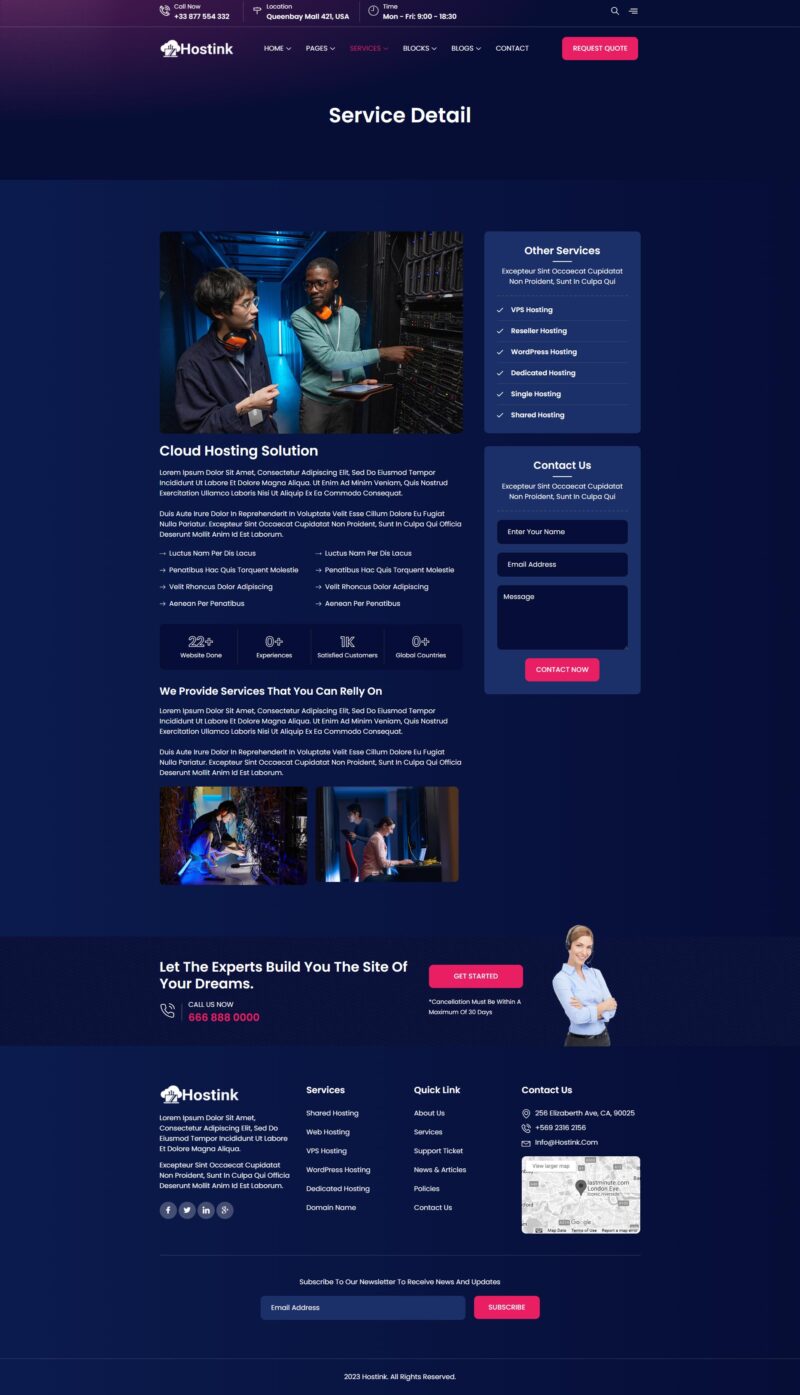 Call Now
+33 877 554 332
Location
Queenbay Mall 421, USA
Time
Mon - Fri: 9:00 - 18:30
Hostink
HOME
PAGES
SERVICES
BLOCKS
BLOGS
CONTACT
REQUEST QUOTE
Service Detail
Cloud Hosting Solution
Lorem Ipsum Dolor Sit Amet, Consectetur Adipiscing Elit, Sed Do Eiusmod Tempor
Incididunt Ut Labore Et Dolore Magna Aliqua. Ut Enim Ad Minim Veniam, Quis Nostrud
Exercitation Ullamco Laboris Nisi Ut Aliquip Ex Ea Commodo Consequat.
Duis Aute Irure Dolor In Reprehenderit In Voluptate Velit Esse Cillum Dolore Eu Fugiat
Nulla Pariatur. Excepteur Sint Occaecat Cupidatat Non Proident, Sunt In Culpa Qui Officia
Deserunt Mollit Anim Id Est Laborum.
Luctus Nam Per Dis Lacus
Penatibus Hac Quis Torquent Molestie
Velit Rhoncus Dolor Adipiscing
Aenean Per Penatibus
Luctus Nam Per Dis Lacus
Penatibus Hac Quis Torquent Molestie
Velit Rhoncus Dolor Adipiscing
Aenean Per Penatibus
22+
Website Done
0+
Experiences
1K
Satisfied Customers
0+
Global Countries
We Provide Services That You Can Relly On
Lorem Ipsum Dolor Sit Amet, Consectetur Adipiscing Elit, Sed Do Eiusmod Tempor
Incididunt Ut Labore Et Dolore Magna Aliqua. Ut Enim Ad Minim Veniam, Quis Nostrud
Exercitation Ullamco Laboris Nisi Ut Aliquip Ex Ea Commodo Consequat.
Duis Aute Irure Dolor In Reprehenderit In Voluptate Velit Esse Cillum Dolore Eu Fugiat
Nulla Pariatur. Excepteur Sint Occaecat Cupidatat Non Proident, Sunt In Culpa Qui Officia
Deserunt Mollit Anim Id Est Laborum.
Other Services
Excepteur Sint Occaecat Cupidatat
Non Proident, Sunt In Culpa Qui
VPS Hosting
Reseller Hosting
WordPress Hosting
Dedicated Hosting
Single Hosting
Shared Hosting
Contact Us
Excepteur Sint Occaecat Cupidatat
Non Proident, Sunt In Culpa Qui
Enter Your Name
Email Address
Message
CONTACT NOW
Let The Experts Build You The Site Of
Your Dreams.
CALL US NOW
666 888 0000
GET STARTED
*Cancellation Must Be Within A
Maximum Of 30 Days
Hostink
Lorem Ipsum Dolor Sit Amet,
Consectetur Adipiscing Elit, Sed Do
Eiusmod Tempor Incididunt Ut Labore
Et Dolore Magna Aliqua.
Excepteur Sint Occaecat Cupidatat
Non Proident, Sunt In Culpa Qui Officia
Deserunt Mollit Anim Id Est Laborum.
Services
Shared Hosting
Web Hosting
VPS Hosting
WordPress Hosting
Dedicated Hosting
Domain Name
Quick Link
About Us
Services
Support Ticket
News & Articles
Policies
Contact Us
Contact Us
256 Elizaberth Ave, CA, 90025
+569 2316 2156
Info@Hostink.Com
View larger map
lastminute.com
London Eye
Iconic riverside
Google
Map Data
Terms of Use
Report a map error
Subscribe To Our Newsletter To Receive News And Updates
Email Address
SUBSCRIBE
2023 Hostink. All Rights Reserved.